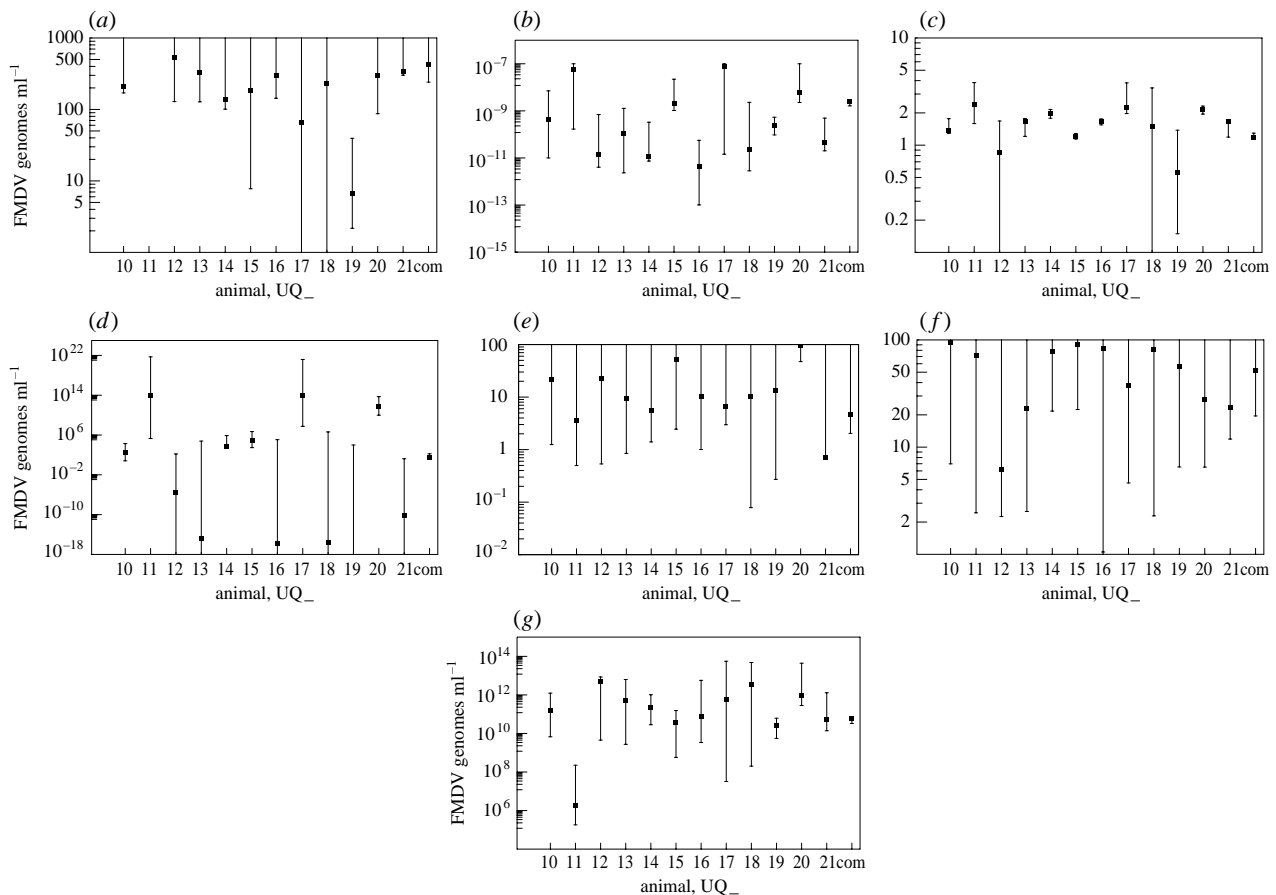 (a)
(b)
(c)
FMDV genomes ml⁻¹
1000
500
100
50
10
5
10 11 12 13 14 15 16 17 18 19 20 21com
animal, UQ_
10⁻⁷
10⁻⁹
10⁻¹¹
10⁻¹³
10⁻¹⁵
10 11 12 13 14 15 16 17 18 19 20 21com
animal, UQ_
10
5
2
1
0.5
0.2
10 11 12 13 14 15 16 17 18 19 20 21com
animal, UQ_
(d)
(e)
(f)
FMDV genomes ml⁻¹
10²²
10¹⁴
10⁶
10⁻²
10⁻¹⁰
10⁻¹⁸
10 11 12 13 14 15 16 17 18 19 20 21com
animal, UQ_
100
10
1
10⁻¹
10⁻²
10 11 12 13 14 15 16 17 18 19 20 21com
animal, UQ_
100
50
20
10
5
2
10 11 12 13 14 15 16 17 18 19 20 21com
animal, UQ_
(g)
FMDV genomes ml⁻¹
10¹⁴
10¹²
10¹⁰
10⁸
10⁶
10 11 12 13 14 15 16 17 18 19 20 21com
animal, UQ_